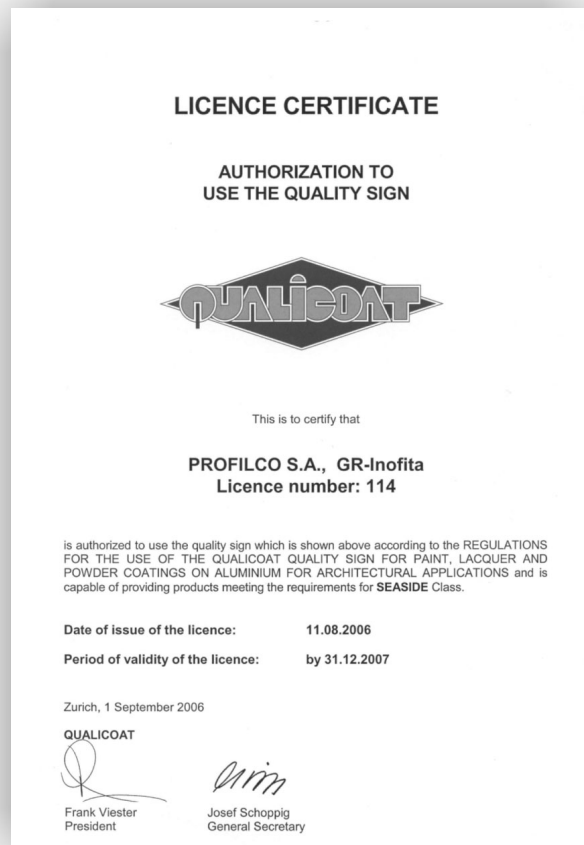 LICENCE CERTIFICATE
AUTHORIZATION TO
USE THE QUALITY SIGN
QUALICOAT
This is to certify that
PROFILCO S.A., GR-Inofita
Licence number: 114
is authorized to use the quality sign which is shown above according to the REGULATIONS
FOR THE USE OF THE QUALICOAT QUALITY SIGN FOR PAINT, LACQUER AND
POWDER COATINGS ON ALUMINIUM FOR ARCHITECTURAL APPLICATIONS and is
capable of providing products meeting the requirements for SEASIDE Class.
Date of issue of the licence: 11.08.2006
Period of validity of the licence: by 31.12.2007
Zurich, 1 September 2006
QUALICOAT
Frank Viester Josef Schoppig
President General Secretary